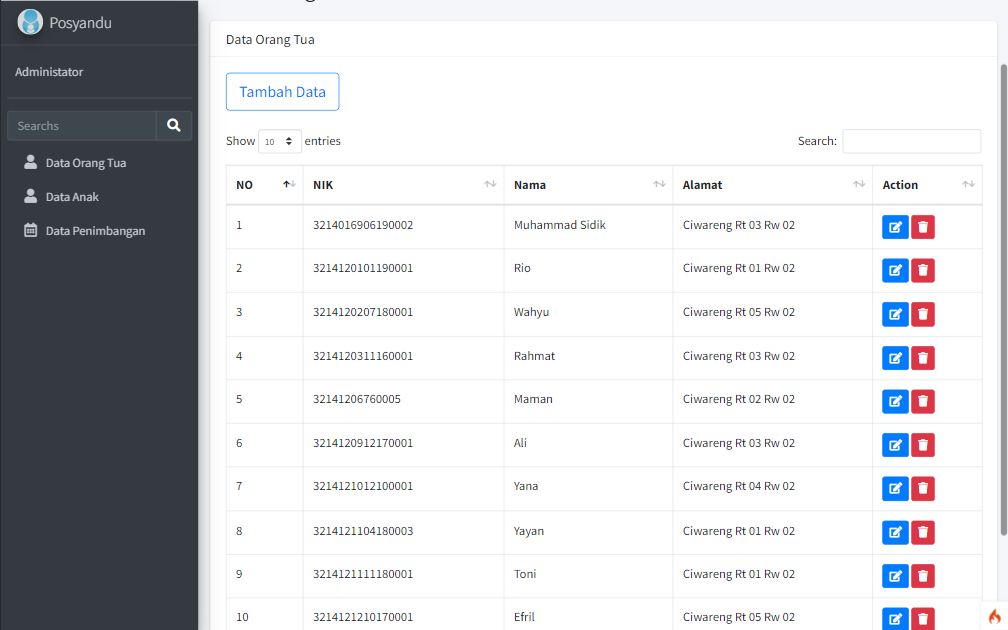 Posyandu
Administator
Searchs
Data Orang Tua
Data Anak
Data Penimbangan
Data Orang Tua
Tambah Data
Show 10 entries
Search:
NO NIK Nama Alamat Action
1 3214016906190002 Muhammad Sidik Ciwareng Rt 03 Rw 02
2 3214120101190001 Rio Ciwareng Rt 01 Rw 02
3 3214120207180001 Wahyu Ciwareng Rt 05 Rw 02
4 3214120311160001 Rahmat Ciwareng Rt 03 Rw 02
5 32141206760005 Maman Ciwareng Rt 02 Rw 02
6 3214120912170001 Ali Ciwareng Rt 03 Rw 02
7 3214121012100001 Yana Ciwareng Rt 04 Rw 02
8 3214121104180003 Yayan Ciwareng Rt 01 Rw 02
9 3214121111180001 Toni Ciwareng Rt 01 Rw 02
10 3214121210170001 Efril Ciwareng Rt 05 Rw 02